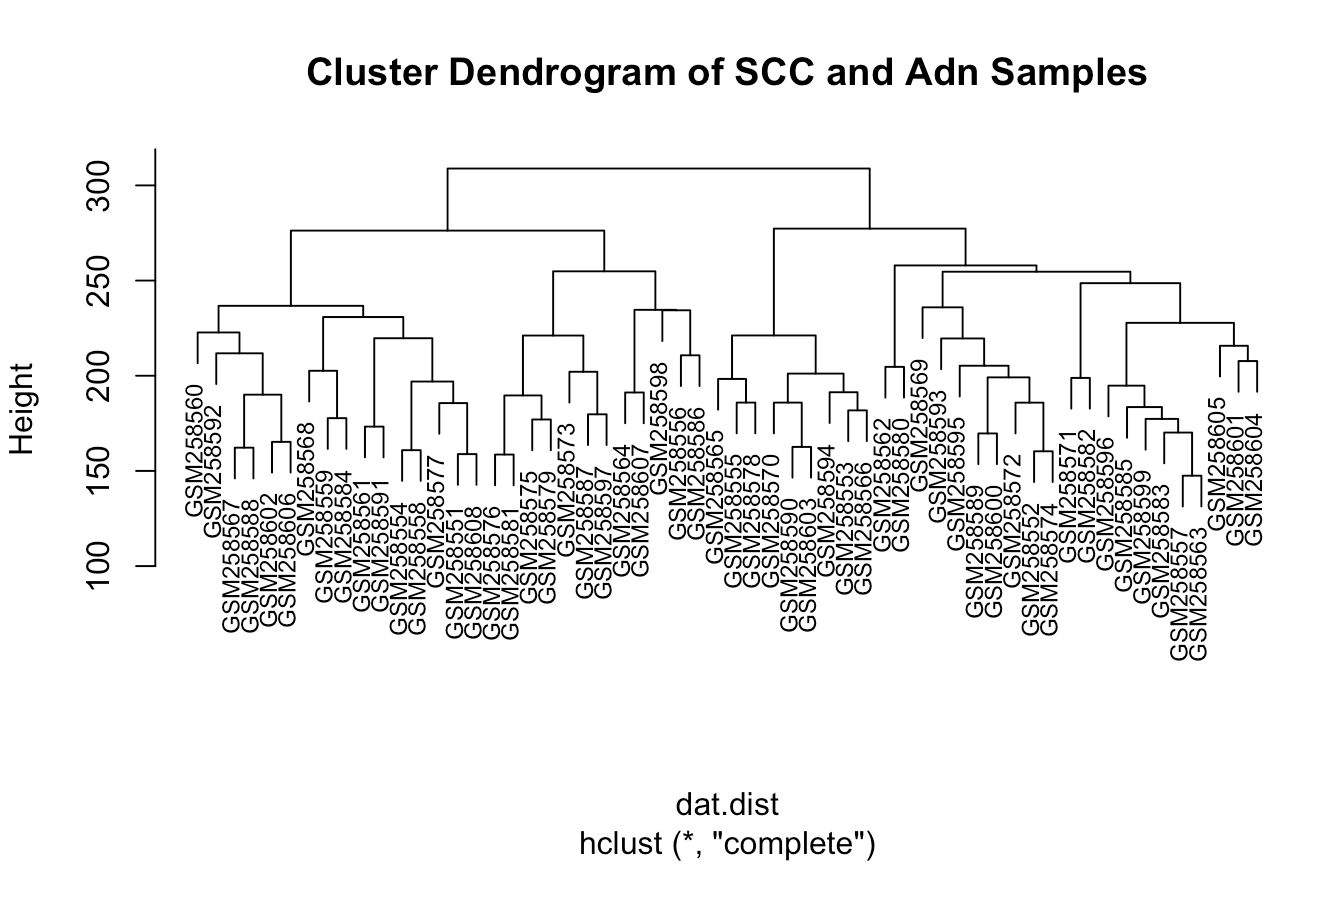 Cluster Dendrogram of SCC and Adn Samples
Height
300
250
200
150
100
GSM258560
GSM258592
GSM258567
GSM258588
GSM258602
GSM258606
GSM258568
GSM258559
GSM258584
GSM258561
GSM258591
GSM258554
GSM258558
GSM258577
GSM258551
GSM258608
GSM258576
GSM258581
GSM258575
GSM258579
GSM258573
GSM258587
GSM258597
GSM258564
GSM258607
GSM258598
GSM258556
GSM258586
GSM258565
GSM258555
GSM258578
GSM258570
GSM258590
GSM258603
GSM258594
GSM258553
GSM258566
GSM258562
GSM258580
GSM258569
GSM258593
GSM258595
GSM258589
GSM258600
GSM258572
GSM258552
GSM258574
GSM258571
GSM258582
GSM258596
GSM258585
GSM258599
GSM258583
GSM258557
GSM258563
GSM258605
GSM258601
GSM258604
dat.dist
hclust (*, "complete")